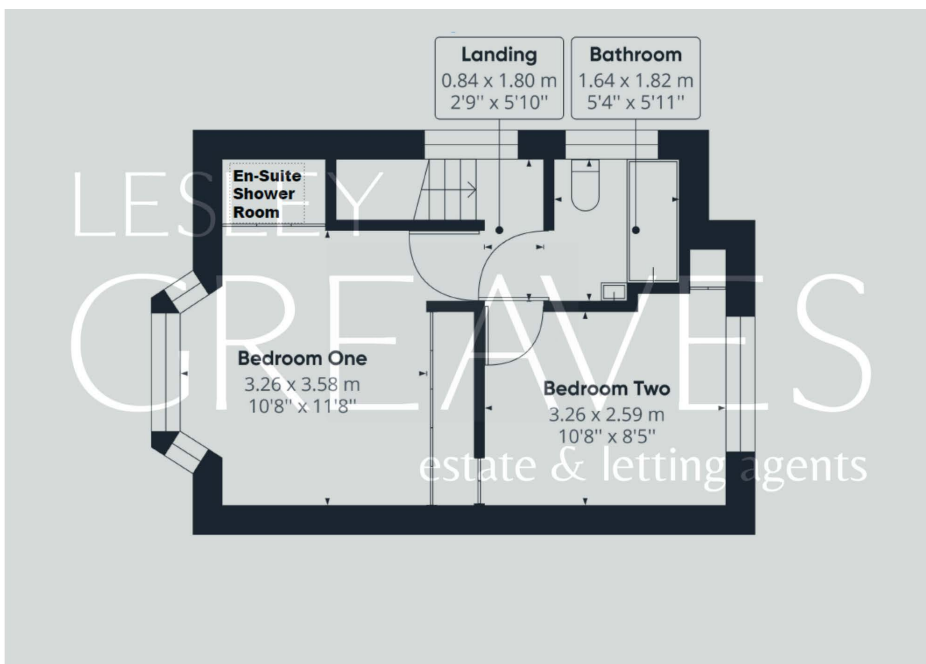 Landing
0.84 x 1.80 m
2'9'' x 5'10''
Bathroom
1.64 x 1.82 m
5'4'' x 5'11''
En-Suite
Shower
Room
LESLEY
GREAVES
Bedroom One
3.26 x 3.58 m
10'8'' x 11'8''
Bedroom Two
3.26 x 2.59 m
10'8'' x 8'5''
estate & letting agents